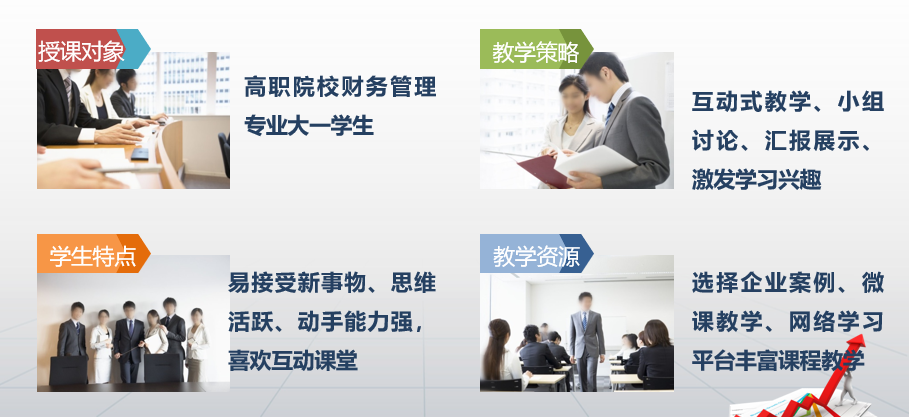 授课对象
高职院校财务管理
专业大一学生
教学策略
互动式教学、小组
讨论、汇报展示、
激发学习兴趣
学生特点
易接受新事物、思维
活跃、动手能力强，
喜欢互动课堂
教学资源
选择企业案例、微
课教学、网络学习
平台丰富课程教学